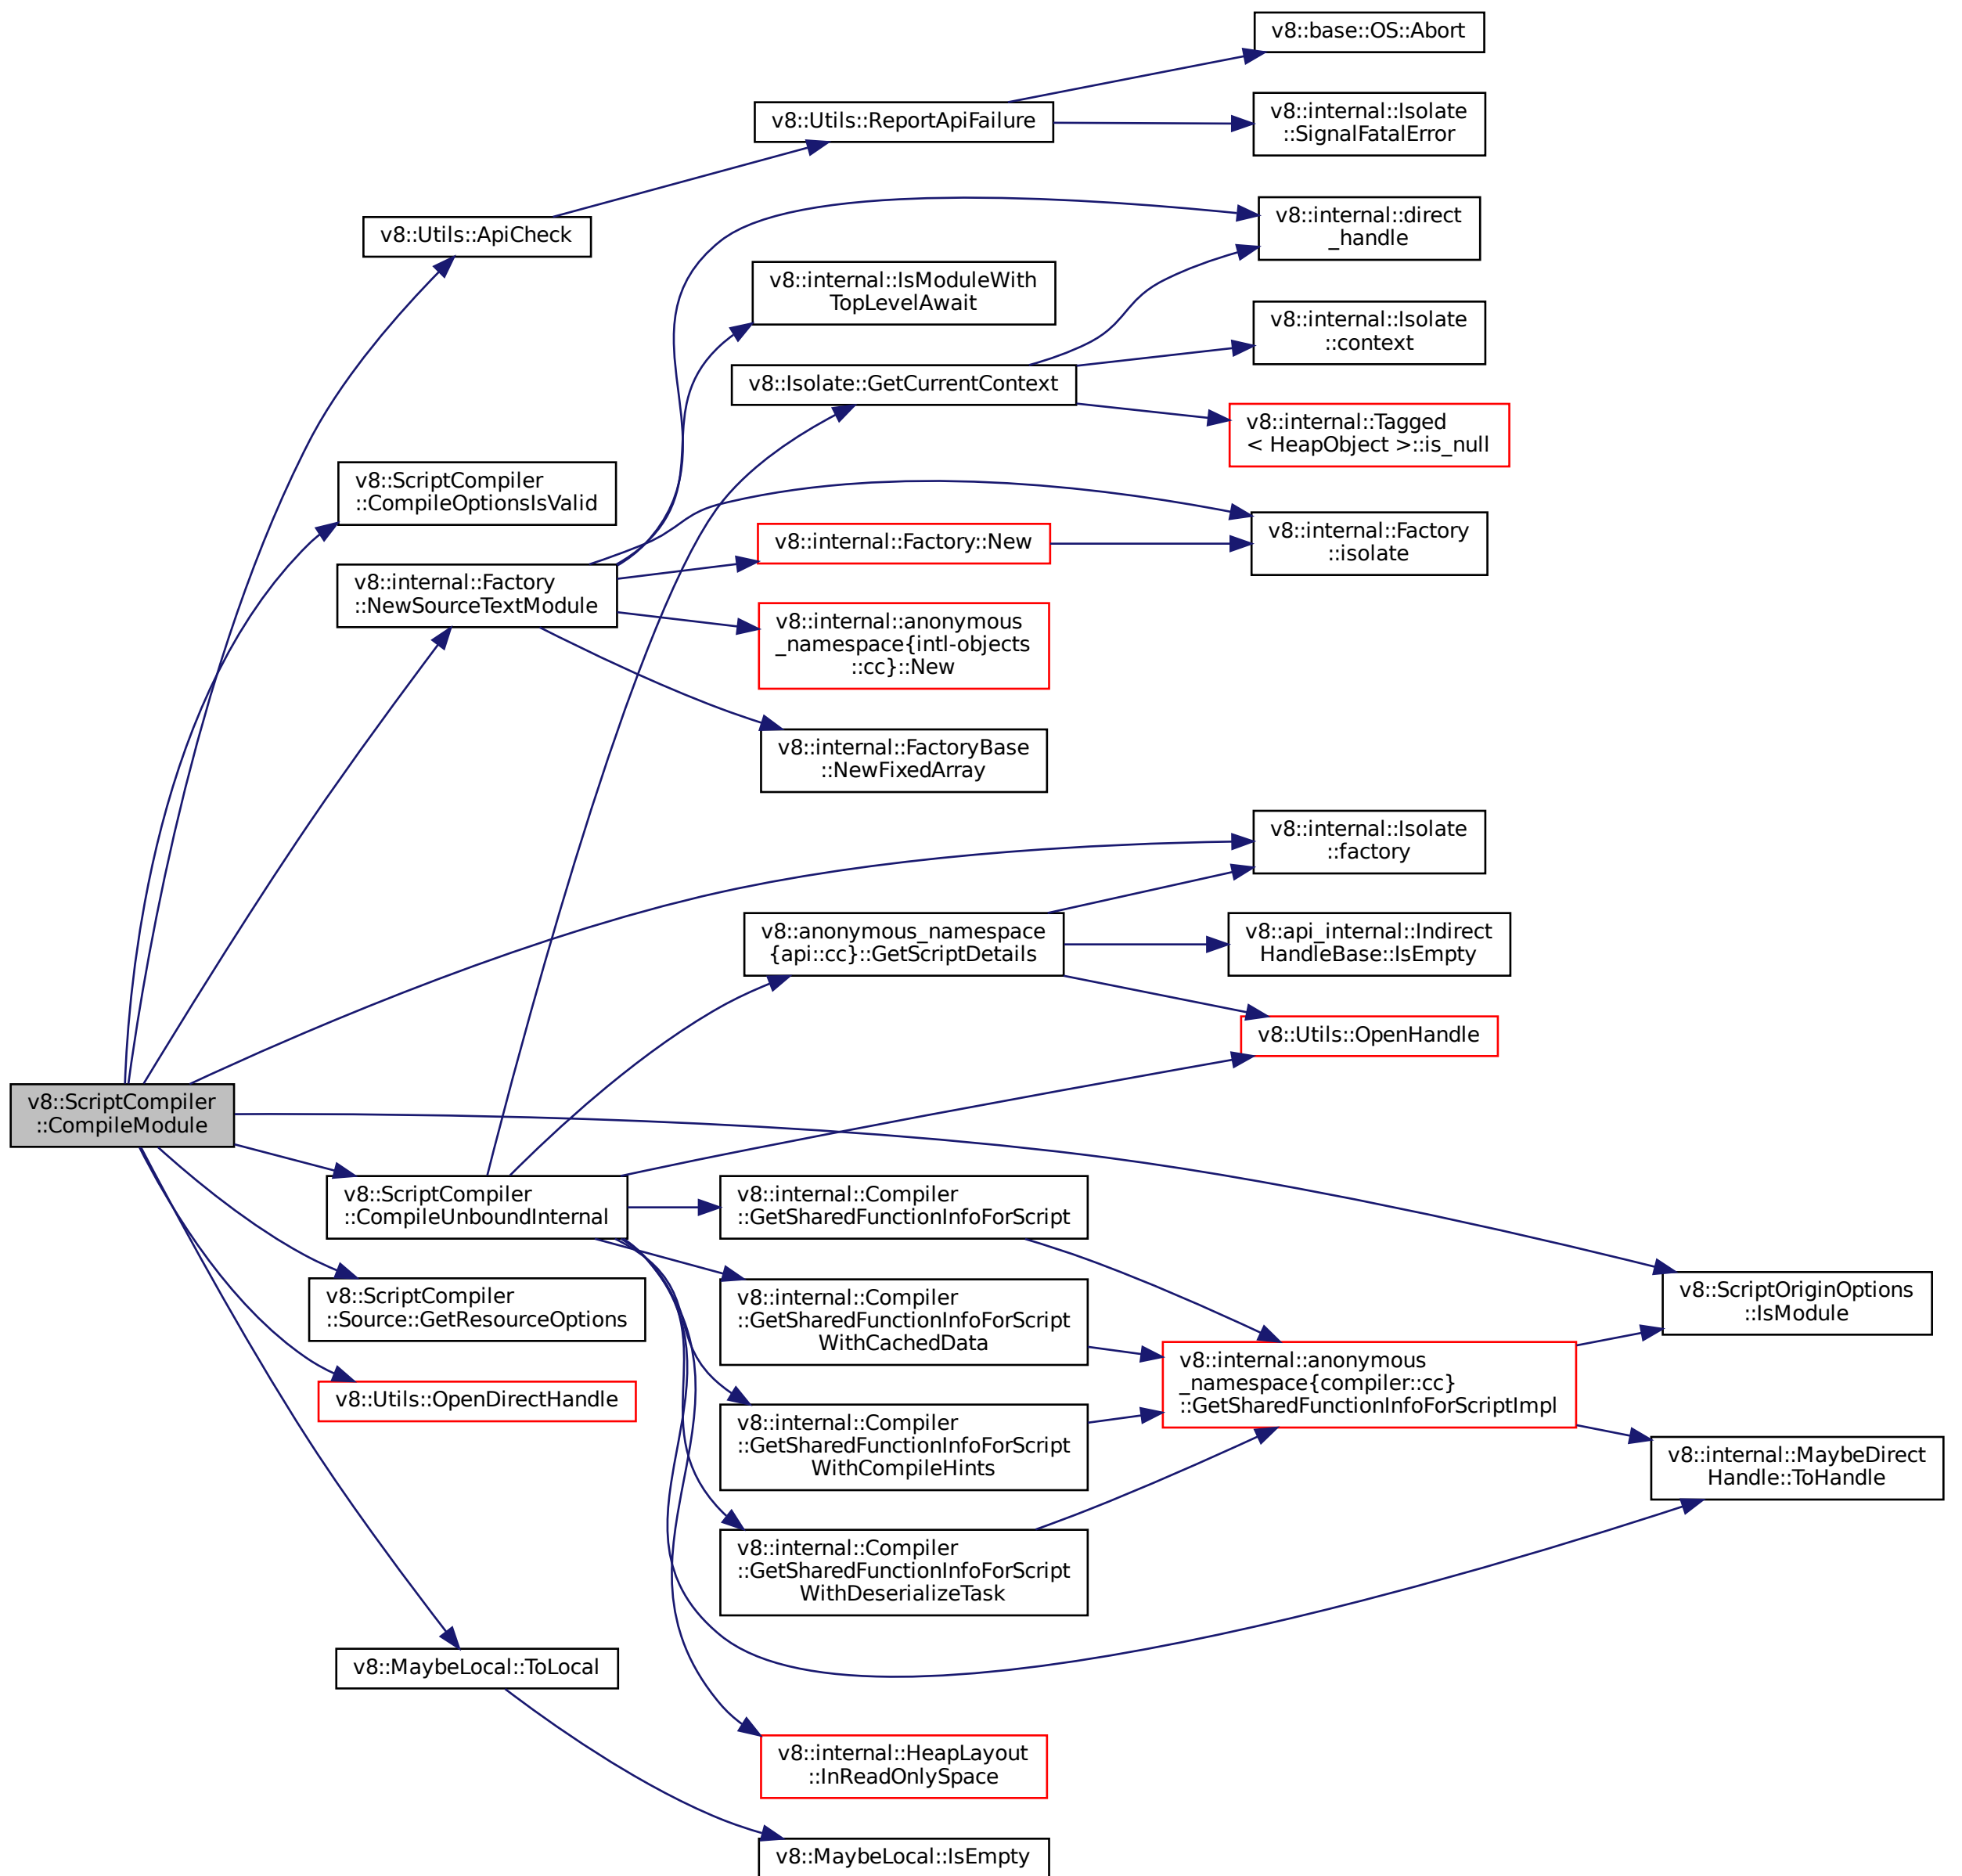 v8::base::OS::Abort
v8::Utils::ReportApiFailure
v8::internal::Isolate
::SignalFatalError
v8::Utils::ApiCheck
v8::internal::direct
_handle
v8::internal::IsModuleWith
TopLevelAwait
v8::internal::Isolate
::context
v8::Isolate::GetCurrentContext
v8::internal::Tagged
< HeapObject >::is_null
v8::ScriptCompiler
::CompileOptionsIsValid
v8::internal::Factory::New
v8::internal::Factory
::isolate
v8::internal::Factory
::NewSourceTextModule
v8::internal::anonymous
_namespace{intl-objects
::cc}::New
v8::internal::FactoryBase
::NewFixedArray
v8::internal::Isolate
::factory
v8::anonymous_namespace
{api::cc}::GetScriptDetails
v8::api_internal::Indirect
HandleBase::IsEmpty
v8::Utils::OpenHandle
v8::ScriptCompiler
::CompileModule
v8::ScriptCompiler
::CompileUnboundInternal
v8::internal::Compiler
::GetSharedFunctionInfoForScript
v8::ScriptCompiler
::Source::GetResourceOptions
v8::internal::Compiler
::GetSharedFunctionInfoForScript
WithCachedData
v8::ScriptOriginOptions
::IsModule
v8::Utils::OpenDirectHandle
v8::internal::anonymous
_namespace{compiler::cc}
::GetSharedFunctionInfoForScriptImpl
v8::internal::Compiler
::GetSharedFunctionInfoForScript
WithCompileHints
v8::internal::MaybeDirect
Handle::ToHandle
v8::internal::Compiler
::GetSharedFunctionInfoForScript
WithDeserializeTask
v8::MaybeLocal::ToLocal
v8::internal::HeapLayout
::InReadOnlySpace
v8::MaybeLocal::IsEmpty